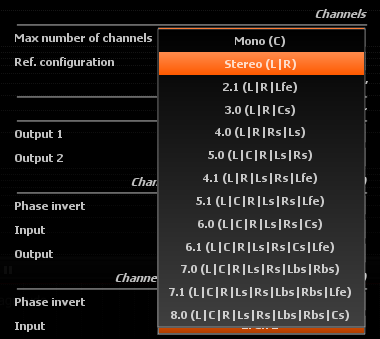 Channels
Max number of channels
Mono (C)
Ref. configuration
Stereo (L|R)
2.1 (L|R|Lfe)
3.0 (L|R|Cs)
4.0 (L|R|Rs|Ls)
Output 1
5.0 (L|C|R|Ls|Rs)
Output 2
4.1 (L|R|Ls|Rs|Lfe)
Chan
5.1 (L|C|R|Ls|Rs|Lfe)
Phase invert
6.0 (L|C|R|Ls|Rs|Cs)
Input
6.1 (L|C|R|Ls|Rs|Cs|Lfe)
Output
7.0 (L|C|R|Ls|Rs|Lbs|Rbs)
Channe
7.1 (L|C|R|Ls|Rs|Lbs|Rbs|Lfe)
Phase invert
8.0 (L|C|R|Ls|Rs|Lbs|Rbs|Cs)
Input